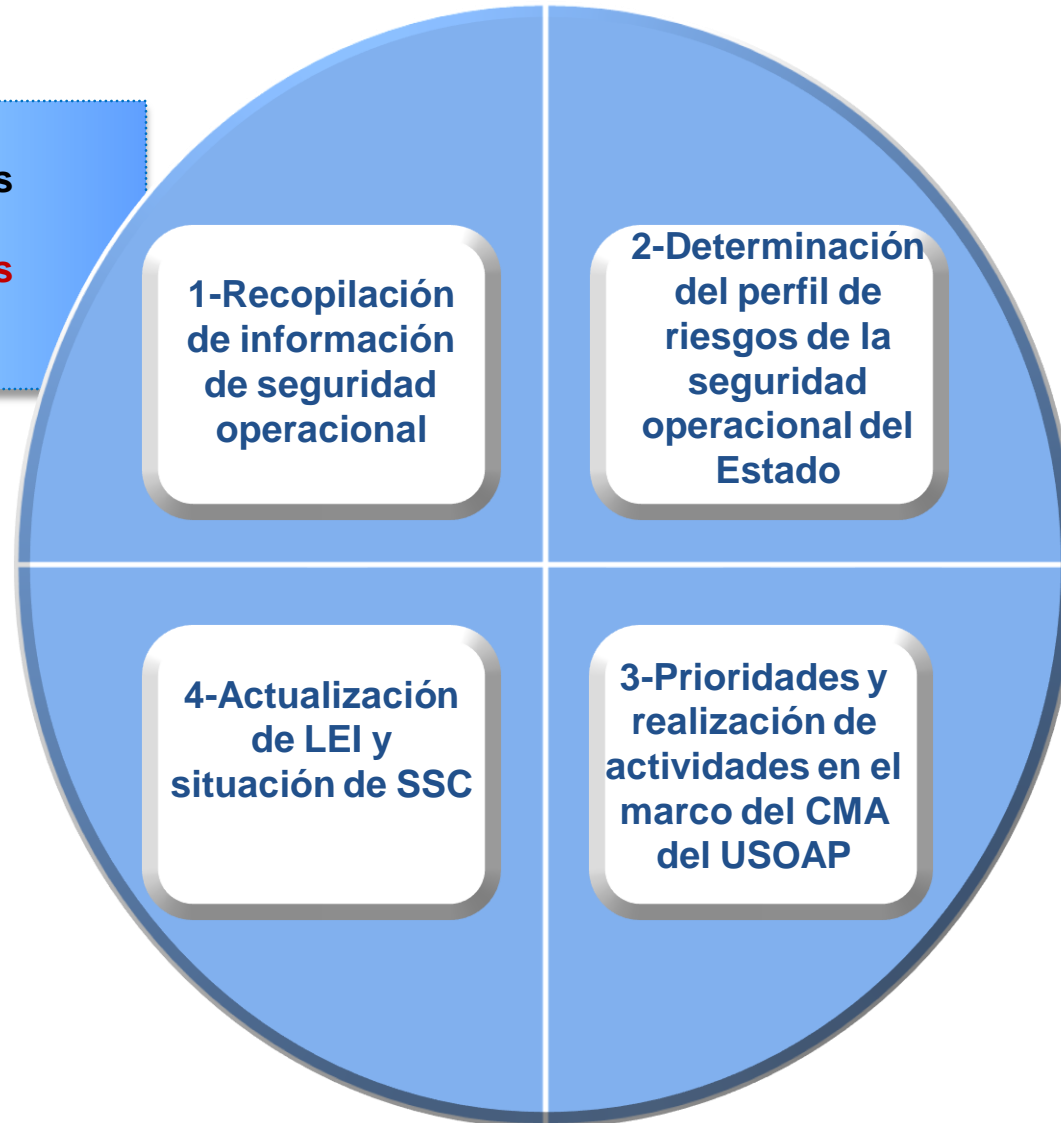 1-Recopilación
de información
de seguridad
operacional
2-Determinación
del perfil de
riesgos de la
seguridad
operacional del
Estado
4-Actualización
de LEI y
situación de SSC
3-Prioridades y
realización de
actividades en el
marco del CMA
del USOAP